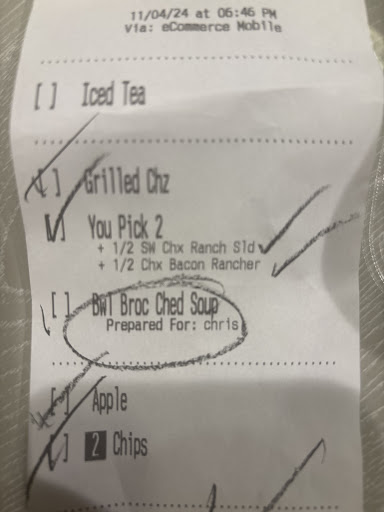 11/04/24 at 06:46 PM
Via: eCommerce Mobile
[ ] Iced Tea
[ ] Grilled Chz
[ ] You Pick 2
+ 1/2 SW Chx Ranch Sld
+ 1/2 Chx Bacon Rancher
[ ] Bwl Broc Ched Soup
Prepared For: chris
[ ] Apple
[ ] 2 Chips